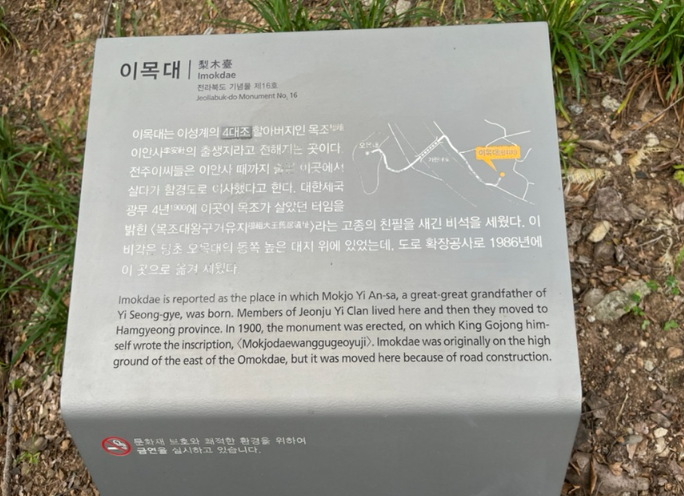 이목대
梨木臺
Imokdae
전라북도 기념물 제16호
Jeollabuk-do Monument No. 16
이목대는 이성계의 4대조 할아버지인 목조
이안사의 출생지라고 전해지는 곳이다.
전주이씨들은 이안사 때까지 이곳에서
살다가 함경도로 이사했다고 한다. 대한제국
광무 4년1900에 이곳이 목조가 살았던 터임을
밝힌 〈목조대왕구거유지〉라는 고종의 친필을 새긴 비석을 세웠다. 이
비각은 당초 오목대의 동쪽 높은 대지 위에 있었는데, 도로 확장공사로 1986년에
이 곳으로 옮겨 세웠다.
Imokdae is reported as the place in which Mokjo Yi An-sa, a great-great grandfather of
Yi Seong-gye, was born. Members of Jeonju Yi Clan lived here and then they moved to
Hamgyeong province. In 1900, the monument was erected, on which King Gojong him-
self wrote the inscription, 〈Mokjodaewanggugeoyuji〉. Imokdae was originally on the high
ground of the east of the Omokdae, but it was moved here because of road construction.
문화재 보호와 쾌적한 환경을 위하여
금연을 실시하고 있습니다.